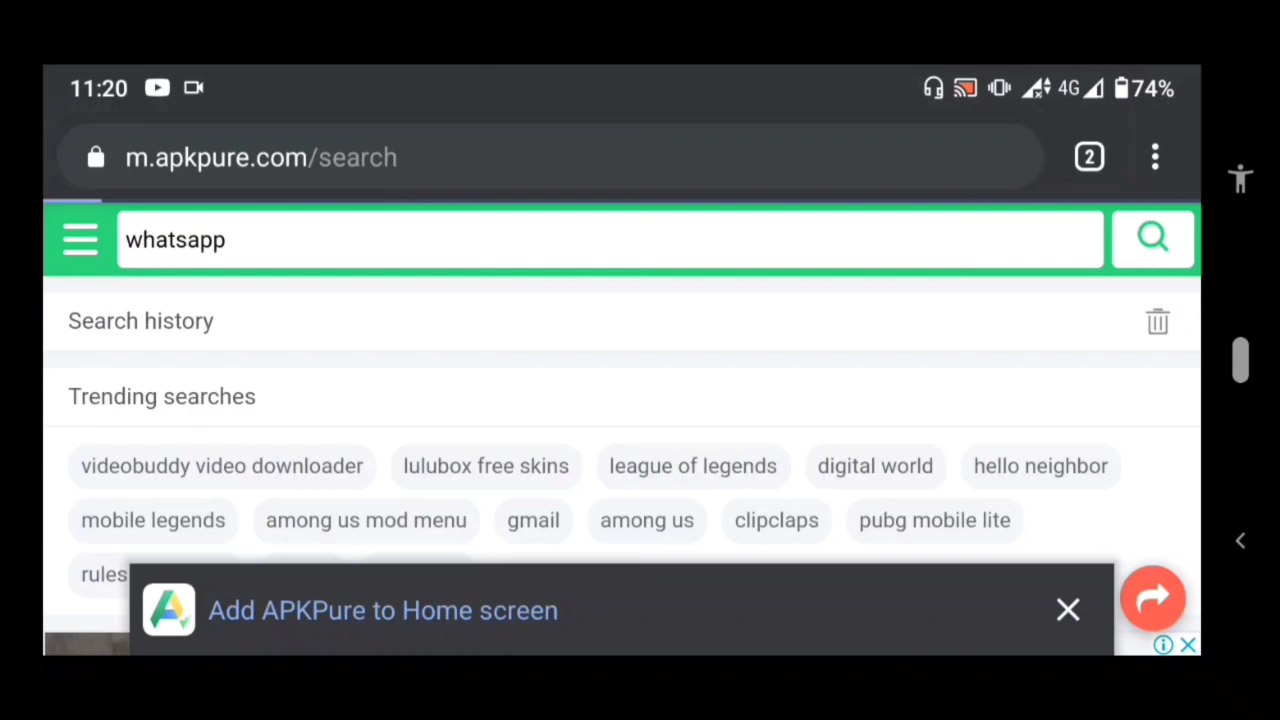 11:20 4G 74%
m.apkpure.com/search 2
whatsapp
Search history
Trending searches
videobuddy video downloader lulubox free skins league of legends digital world hello neighbor
mobile legends among us mod menu gmail among us clipclaps pubg mobile lite
rules
Add APKPure to Home screen